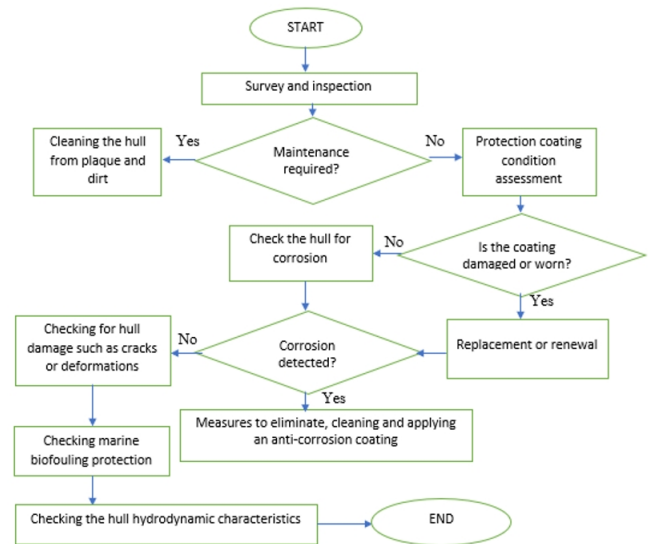 START
Survey and inspection
Cleaning the hull
from plaque and
dirt
Yes
Maintenance
required?
No
Protection coating
condition
assessment
Check the hull for
corrosion
No
Is the coating
damaged or worn?
Yes
Checking for hull
damage such as cracks
or deformations
No
Corrosion
detected?
Replacement or renewal
Yes
Measures to eliminate, cleaning and applying
an anti-corrosion coating
Checking marine
biofouling protection
Checking the hull hydrodynamic characteristics
END